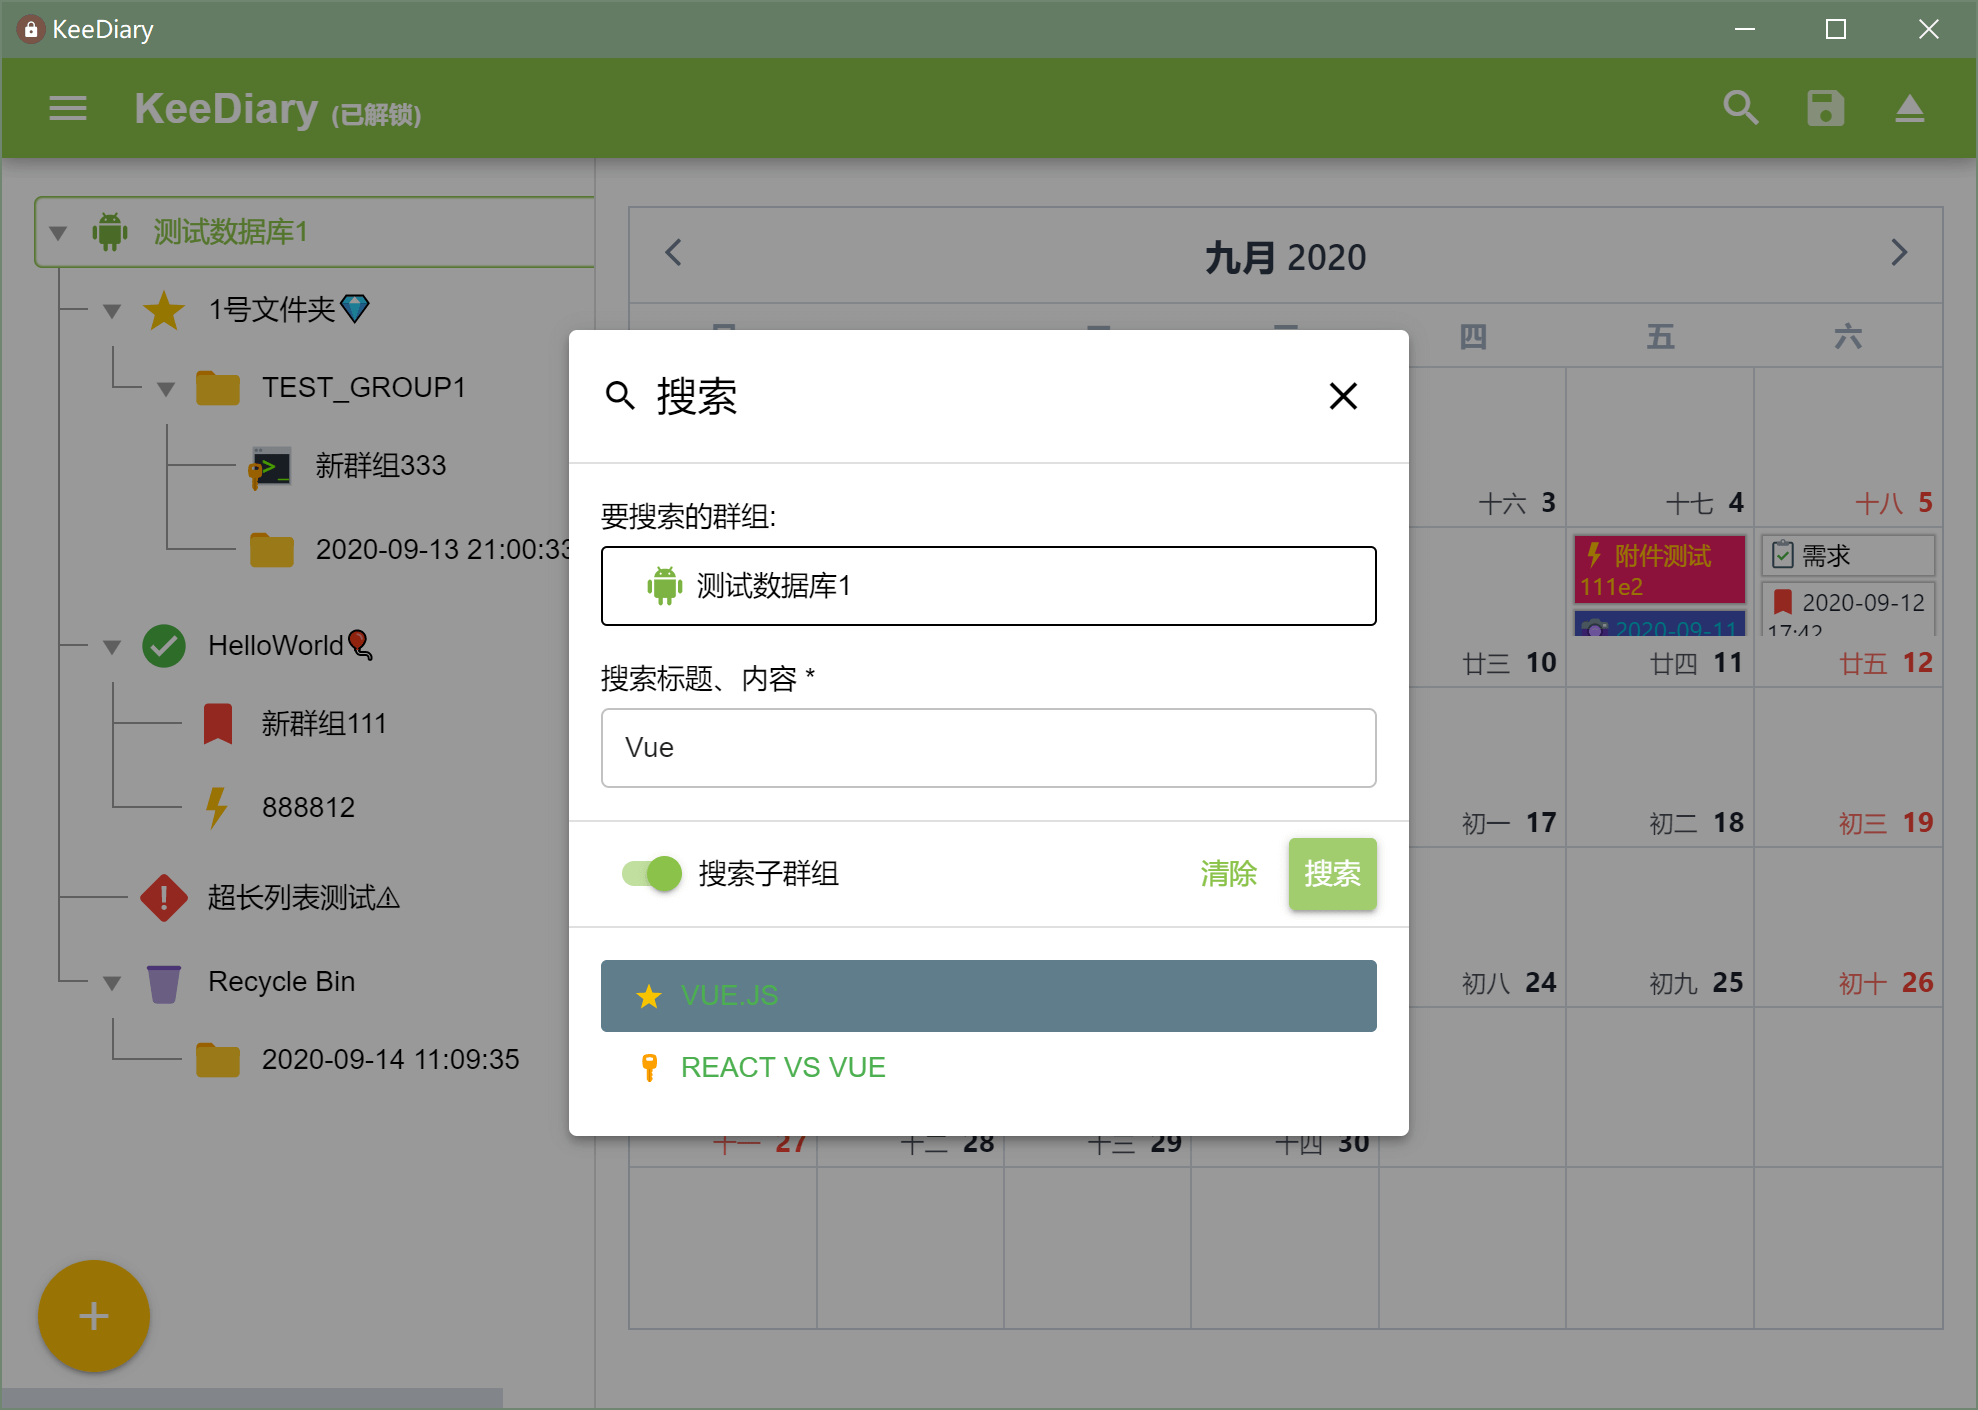 KeeDiary
KeeDiary (已解锁)
测试数据库1
1号文件夹💎
TEST_GROUP1
新群组333
2020-09-13 21:00:33
HelloWorld🎈
新群组111
888812
超长列表测试⚠
Recycle Bin
2020-09-14 11:09:35
九月 2020
四 五 六
十六 3
十七 4
十八 5
附件测试
111e2
2020-09-11
需求
2020-09-12
17:42
廿三 10
廿四 11
廿五 12
初一 17
初二 18
初三 19
初八 24
初九 25
初十 26
十一 27
十二 28
十三 29
十四 30
搜索
要搜索的群组:
测试数据库1
搜索标题、内容 *
Vue
搜索子群组
清除
搜索
VUE.JS
REACT VS VUE